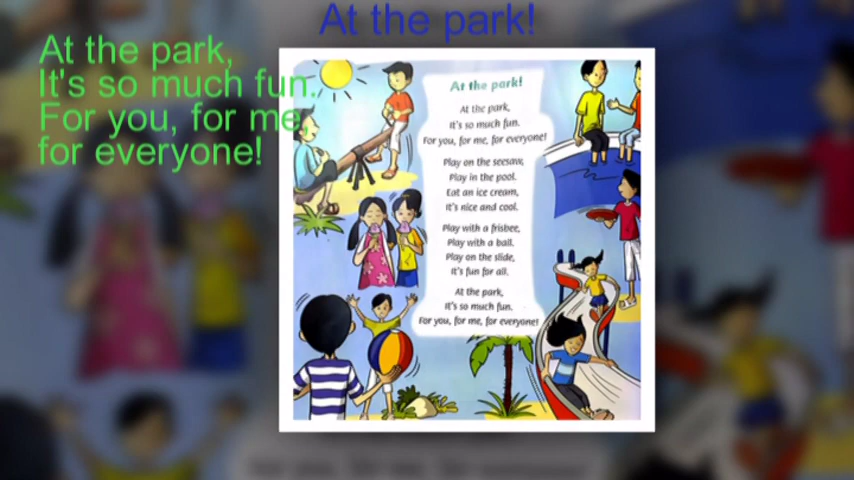 At the park!
At the park,
It's so much fun.
For you, for me,
for everyone!
At the park!
At the park,
It's so much fun.
For you, for me, for everyone!
Play on the seesaw,
Play in the pool.
Eat an ice cream,
It's nice and cool.
Play with a frisbee,
Play with a ball.
Play on the slide,
It's fun for all.
At the park,
It's so much fun.
For you, for me, for everyone!